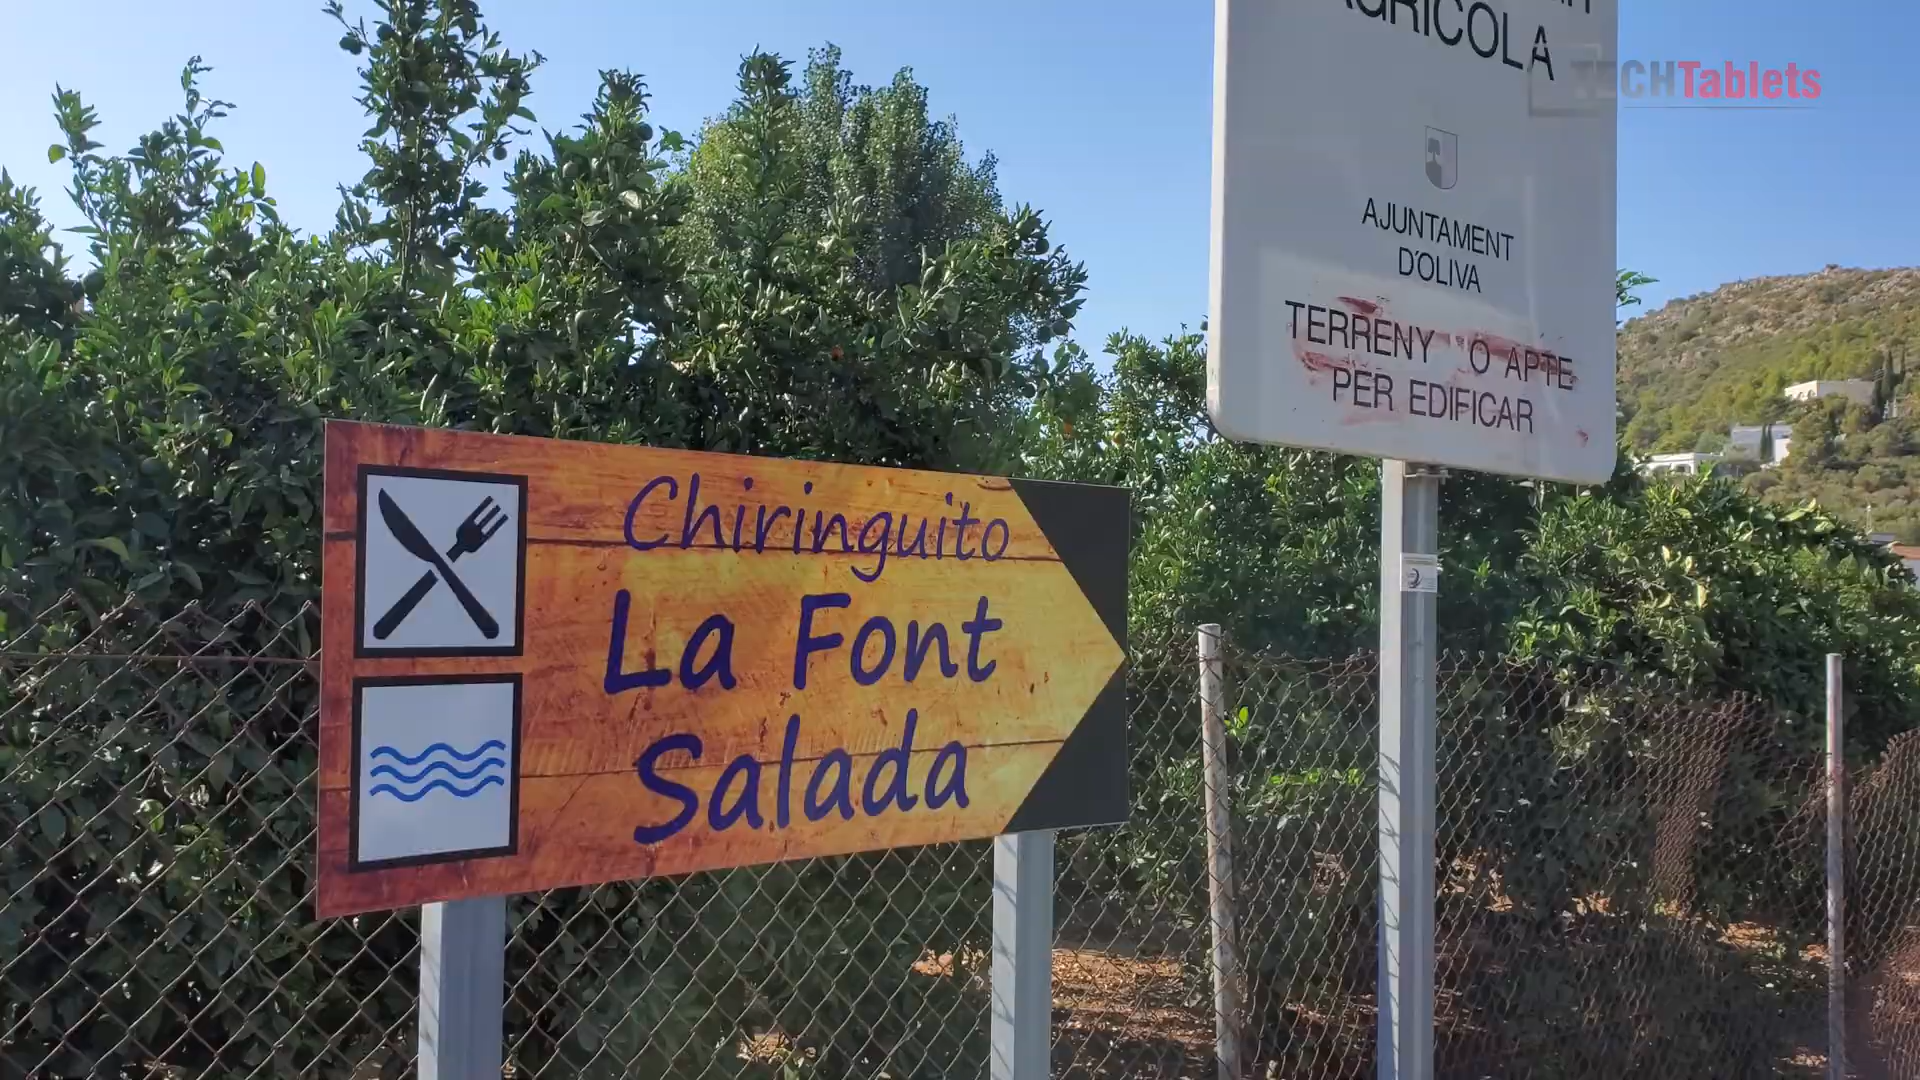 AGRICOLA
TECHTablets
AJUNTAMENT
D'OLIVA
TERRENY O APTE
PER EDIFICAR
Chiringuito
La Font
Salada